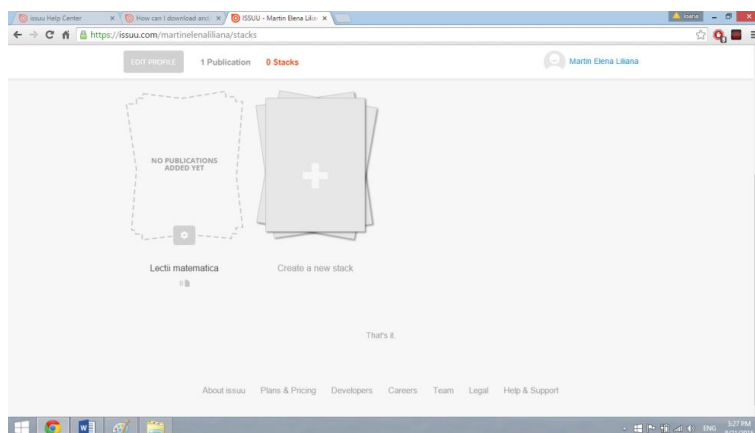 issuu Help Center
How can I download and
ISSUU - Martin Elena Lilia
Ioana
https://issuu.com/martinelenaliliana/stacks
EDIT PROFILE
1 Publication
0 Stacks
Martin Elena Liliana
NO PUBLICATIONS
ADDED YET
Lectii matematica
Create a new stack
That's it.
About issuu Plans & Pricing Developers Careers Team Legal Help & Support
ENG
5:27 PM